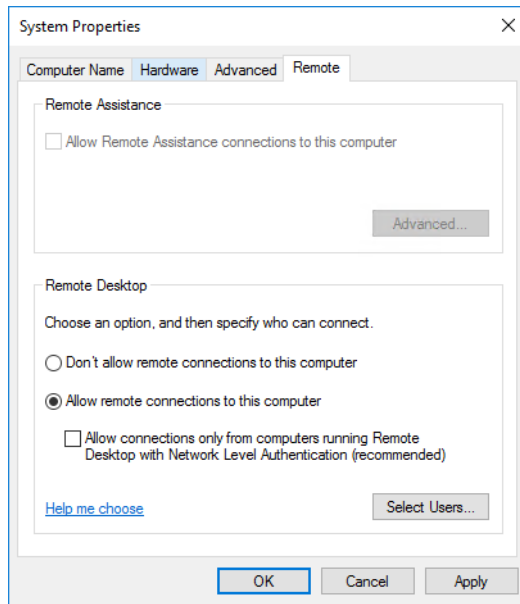 System Properties
Computer Name Hardware Advanced Remote
Remote Assistance
Allow Remote Assistance connections to this computer
Advanced...
Remote Desktop
Choose an option, and then specify who can connect.
Don't allow remote connections to this computer
Allow remote connections to this computer
Allow connections only from computers running Remote
Desktop with Network Level Authentication (recommended)
Help me choose Select Users...
OK Cancel Apply